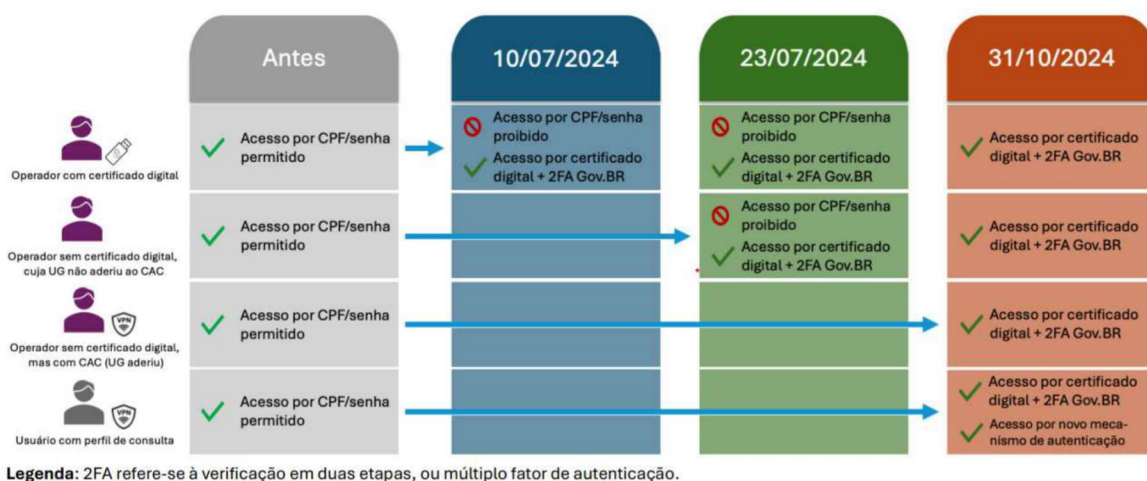 Antes
10/07/2024
23/07/2024
31/10/2024
Operador com certificado digital
Acesso por CPF/senha
permitido
Acesso por CPF/senha
proibido
Acesso por certificado
digital + 2FA Gov.BR
Acesso por CPF/senha
proibido
Acesso por certificado
digital + 2FA Gov.BR
Acesso por certificado
digital + 2FA Gov.BR
Operador sem certificado digital,
cuja UG não aderiu ao CAC
Acesso por CPF/senha
permitido
Acesso por CPF/senha
proibido
Acesso por certificado
digital + 2FA Gov.BR
Acesso por certificado
digital + 2FA Gov.BR
VPN
Operador sem certificado digital,
mas com CAC (UG aderiu)
Acesso por CPF/senha
permitido
Acesso por certificado
digital + 2FA Gov.BR
VPN
Usuário com perfil de consulta
Acesso por CPF/senha
permitido
Acesso por certificado
digital + 2FA Gov.BR
Acesso por novo meca-
nismo de autenticação
Legenda: 2FA refere-se à verificação em duas etapas, ou múltiplo fator de autenticação.